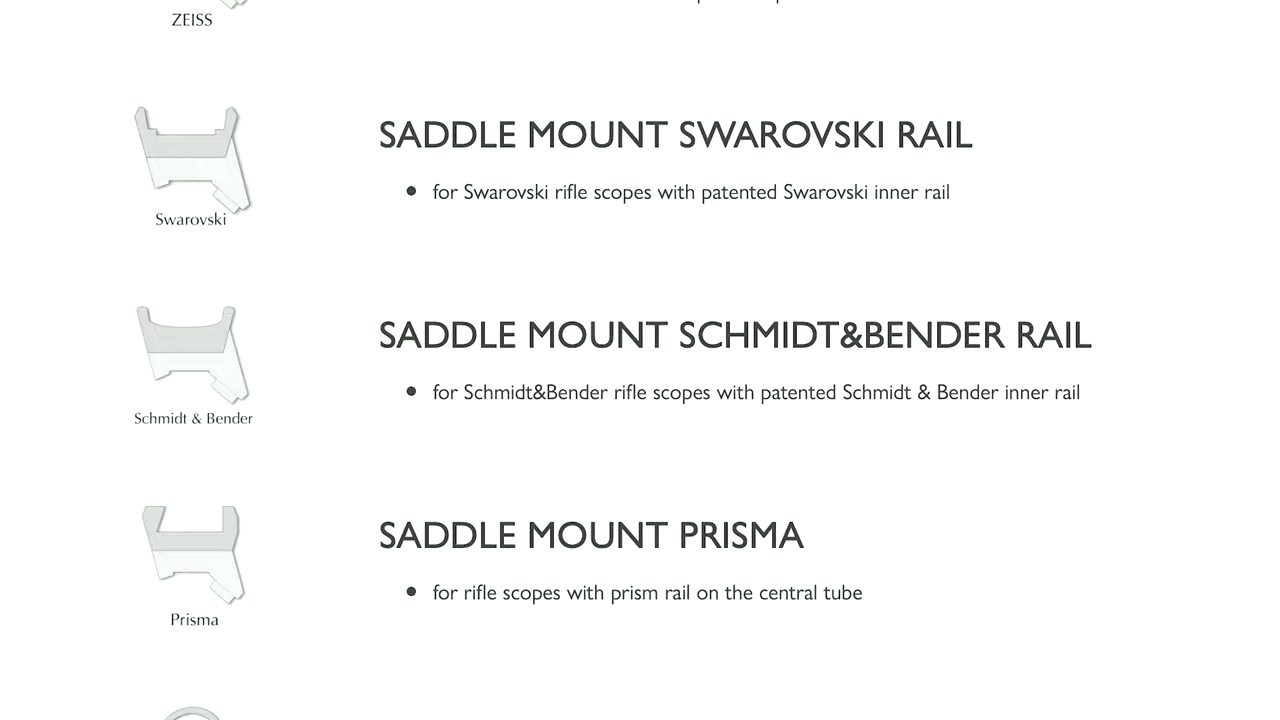 ZEISS
SADDLE MOUNT SWAROVSKI RAIL
for Swarovski rifle scopes with patented Swarovski inner rail
Swarovski
SADDLE MOUNT SCHMIDT&BENDER RAIL
for Schmidt&Bender rifle scopes with patented Schmidt & Bender inner rail
Schmidt & Bender
SADDLE MOUNT PRISMA
for rifle scopes with prism rail on the central tube
Prisma